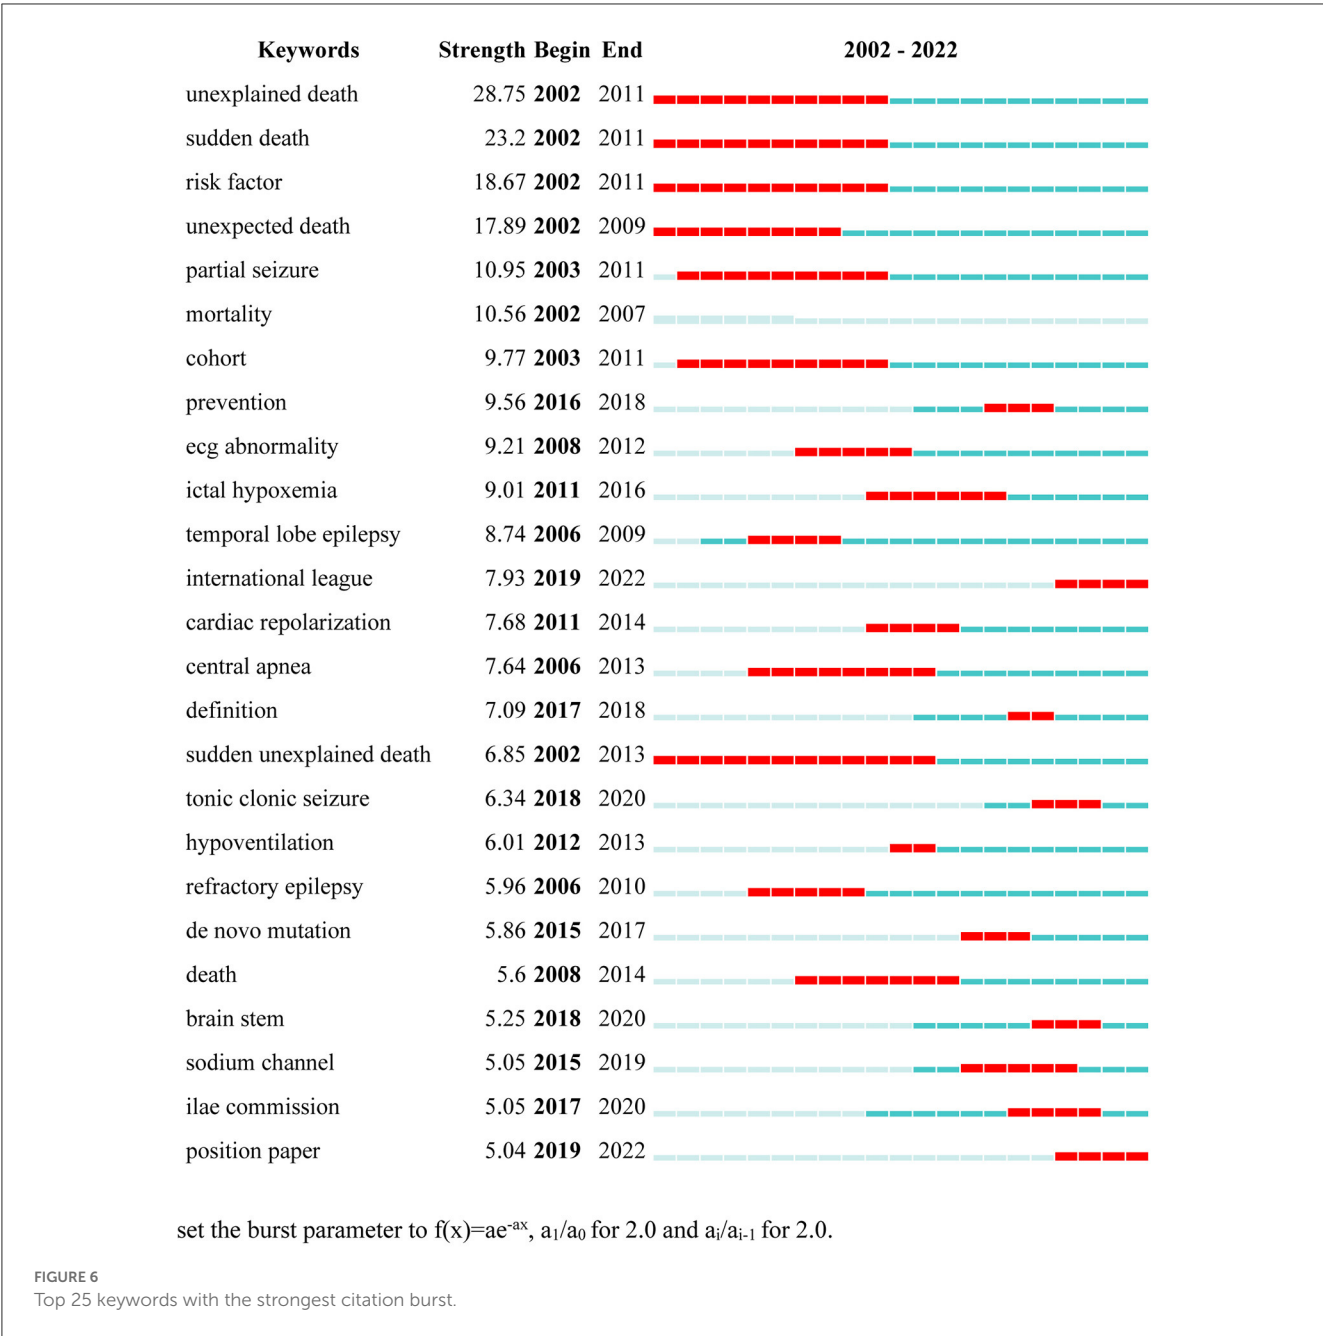 Keywords Strength Begin End 2002 - 2022
unexplained death 28.75 2002 2011
sudden death 23.2 2002 2011
risk factor 18.67 2002 2011
unexpected death 17.89 2002 2009
partial seizure 10.95 2003 2011
mortality 10.56 2002 2007
cohort 9.77 2003 2011
prevention 9.56 2016 2018
ecg abnormality 9.21 2008 2012
ictal hypoxemia 9.01 2011 2016
temporal lobe epilepsy 8.74 2006 2009
international league 7.93 2019 2022
cardiac repolarization 7.68 2011 2014
central apnea 7.64 2006 2013
definition 7.09 2017 2018
sudden unexplained death 6.85 2002 2013
tonic clonic seizure 6.34 2018 2020
hypoventilation 6.01 2012 2013
refractory epilepsy 5.96 2006 2010
de novo mutation 5.86 2015 2017
death 5.6 2008 2014
brain stem 5.25 2018 2020
sodium channel 5.05 2015 2019
ilae commission 5.05 2017 2020
position paper 5.04 2019 2022
set the burst parameter to f(x)=ae^-ax, a₁/a₀ for 2.0 and aᵢ/aᵢ₋₁ for 2.0.
FIGURE 6
Top 25 keywords with the strongest citation burst.